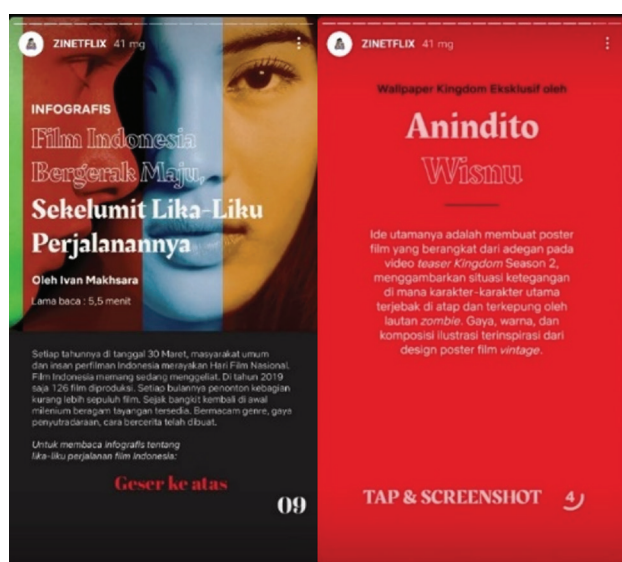 ZINETFLIX 41 mg
INFOGRAFIS
Film Indonesia
Bergerak Maju,
Sekelumit Lika-Liku
Perjalanannya
Oleh Ivan Makhsara
Lama baca : 5,5 menit
Setiap tahunnya di tanggal 30 Maret, masyarakat umum
dan insan perfilman Indonesia merayakan Hari Film Nasional.
Film Indonesia memang sedang menggeliat. Di tahun 2019
saja 126 film diproduksi. Setiap bulannya penonton kebagian
kurang lebih sepuluh film. Sejak bangkit kembali di awal
milenium beragam tayangan tersedia. Bermacam genre, gaya
penyutradaraan, cara bercerita telah dibuat.
Untuk membaca infografis tentang
lika-liku perjalanan film Indonesia:
Geser ke atas
09
ZINETFLIX 41 mg
Wallpaper Kingdom Eksklusif oleh
Anindito
Wisnu
Ide utamanya adalah membuat poster
film yang berangkat dari adegan pada
video teaser Kingdom Season 2,
menggambarkan situasi ketegangan
di mana karakter-karakter utama
terjebak di atap dan terkepung oleh
lautan zombie. Gaya, warna, dan
komposisi ilustrasi terinspirasi dari
design poster film vintage.
TAP & SCREENSHOT 4